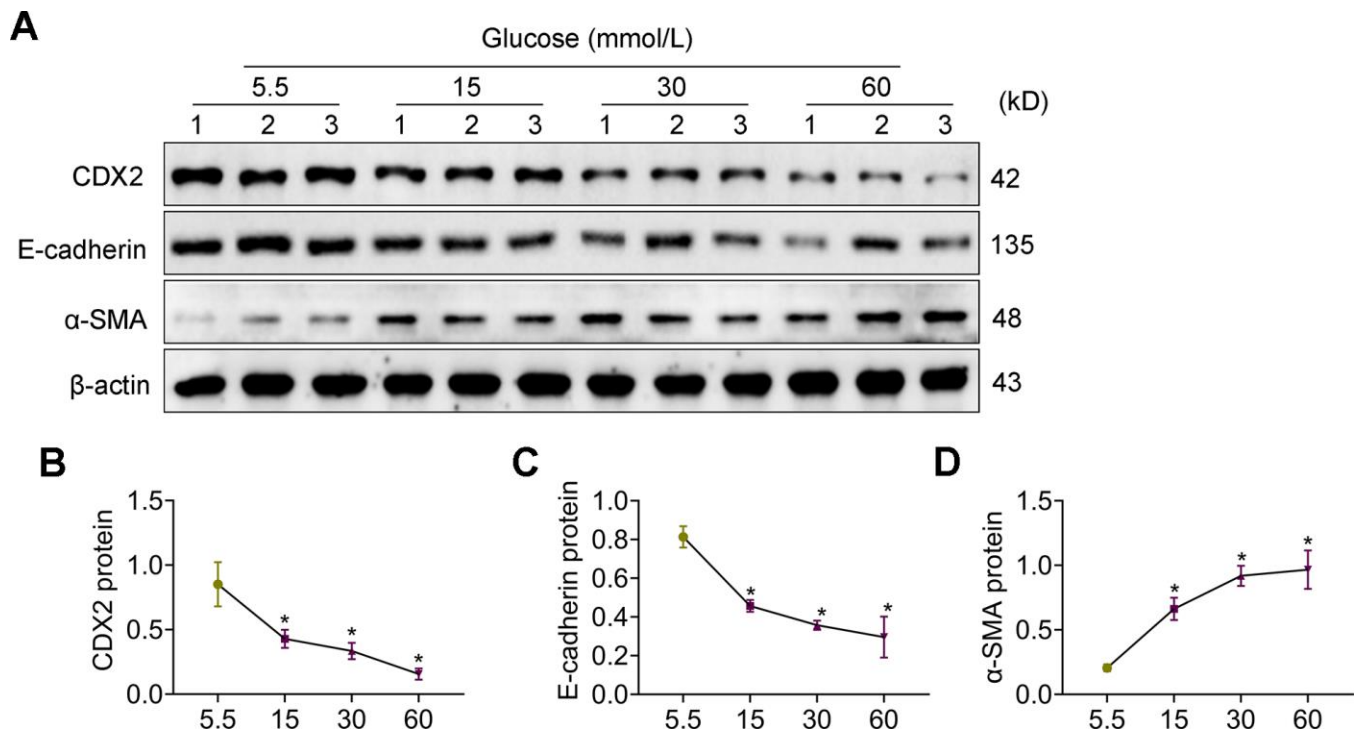 A
Glucose (mmol/L)
5.5 15 30 60 (kD)
1 2 3 1 2 3 1 2 3 1 2 3
CDX2 42
E-cadherin 135
α-SMA 48
β-actin 43
B
CDX2 protein
1.5
1.0
0.5
0.0
* * *
5.5 15 30 60
C
E-cadherin protein
1.0
0.8
0.6
0.4
0.2
0.0
* * *
5.5 15 30 60
D
α-SMA protein
1.5
1.0
0.5
0.0
* * *
5.5 15 30 60